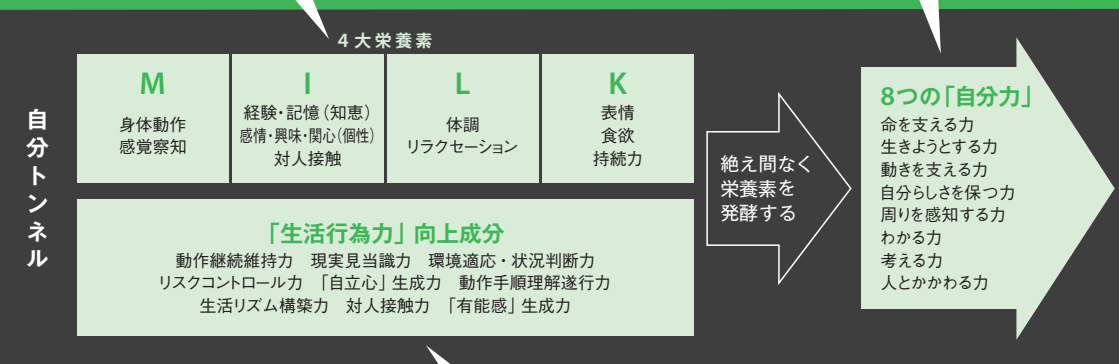 4大栄養素
自分トンネル
M
身体動作
感覚察知
I
経験・記憶（知恵）
感情・興味・関心（個性）
対人接触
L
体調
リラクセーション
K
表情
食欲
持続力
「生活行為力」向上成分
動作継続維持力　現実見当識力　環境適応・状況判断力
リスクコントロール力　「自立心」生成力　動作手順理解遂行力
生活リズム構築力　対人接触力　「有能感」生成力
絶え間なく
栄養素を
発酵する
8つの「自分力」
命を支える力
生きようとする力
動きを支える力
自分らしさを保つ力
周りを感知する力
わかる力
考える力
人とかかわる力